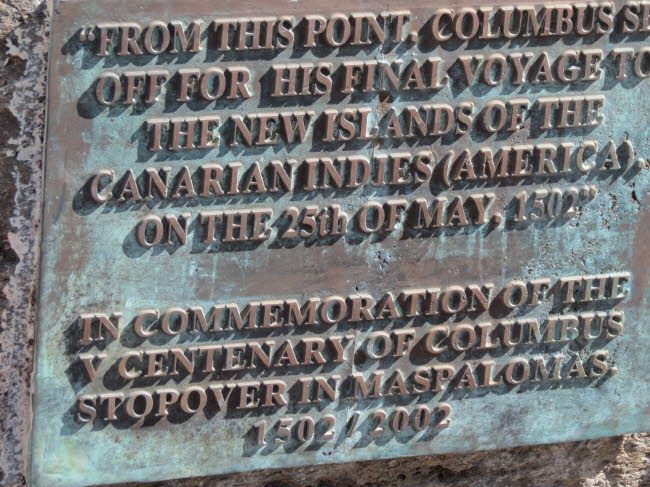 "FROM THIS POINT, COLUMBUS
OFF FOR HIS FINAL VOYAGE TO
THE NEW ISLANDS OF THE
CANARIAN INDIES (AMERICA),
ON THE 25th OF MAY, 1502"
IN COMMEMORATION OF THE
V CENTENARY OF COLUMBUS
STOPOVER IN MASPALOMAS.
1502 / 2002